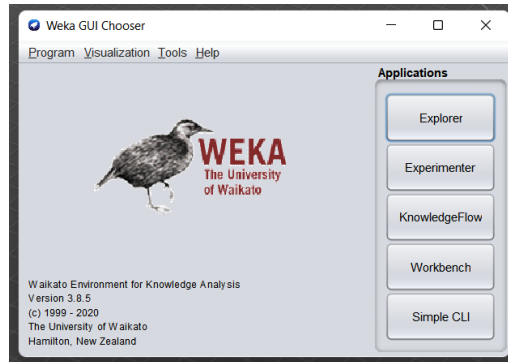 Weka GUI Chooser
Program Visualization Tools Help
Applications
Explorer
WEKA
The University
of Waikato
Experimenter
KnowledgeFlow
Workbench
Simple CLI
Waikato Environment for Knowledge Analysis
Version 3.8.5
(c) 1999 - 2020
The University of Waikato
Hamilton, New Zealand